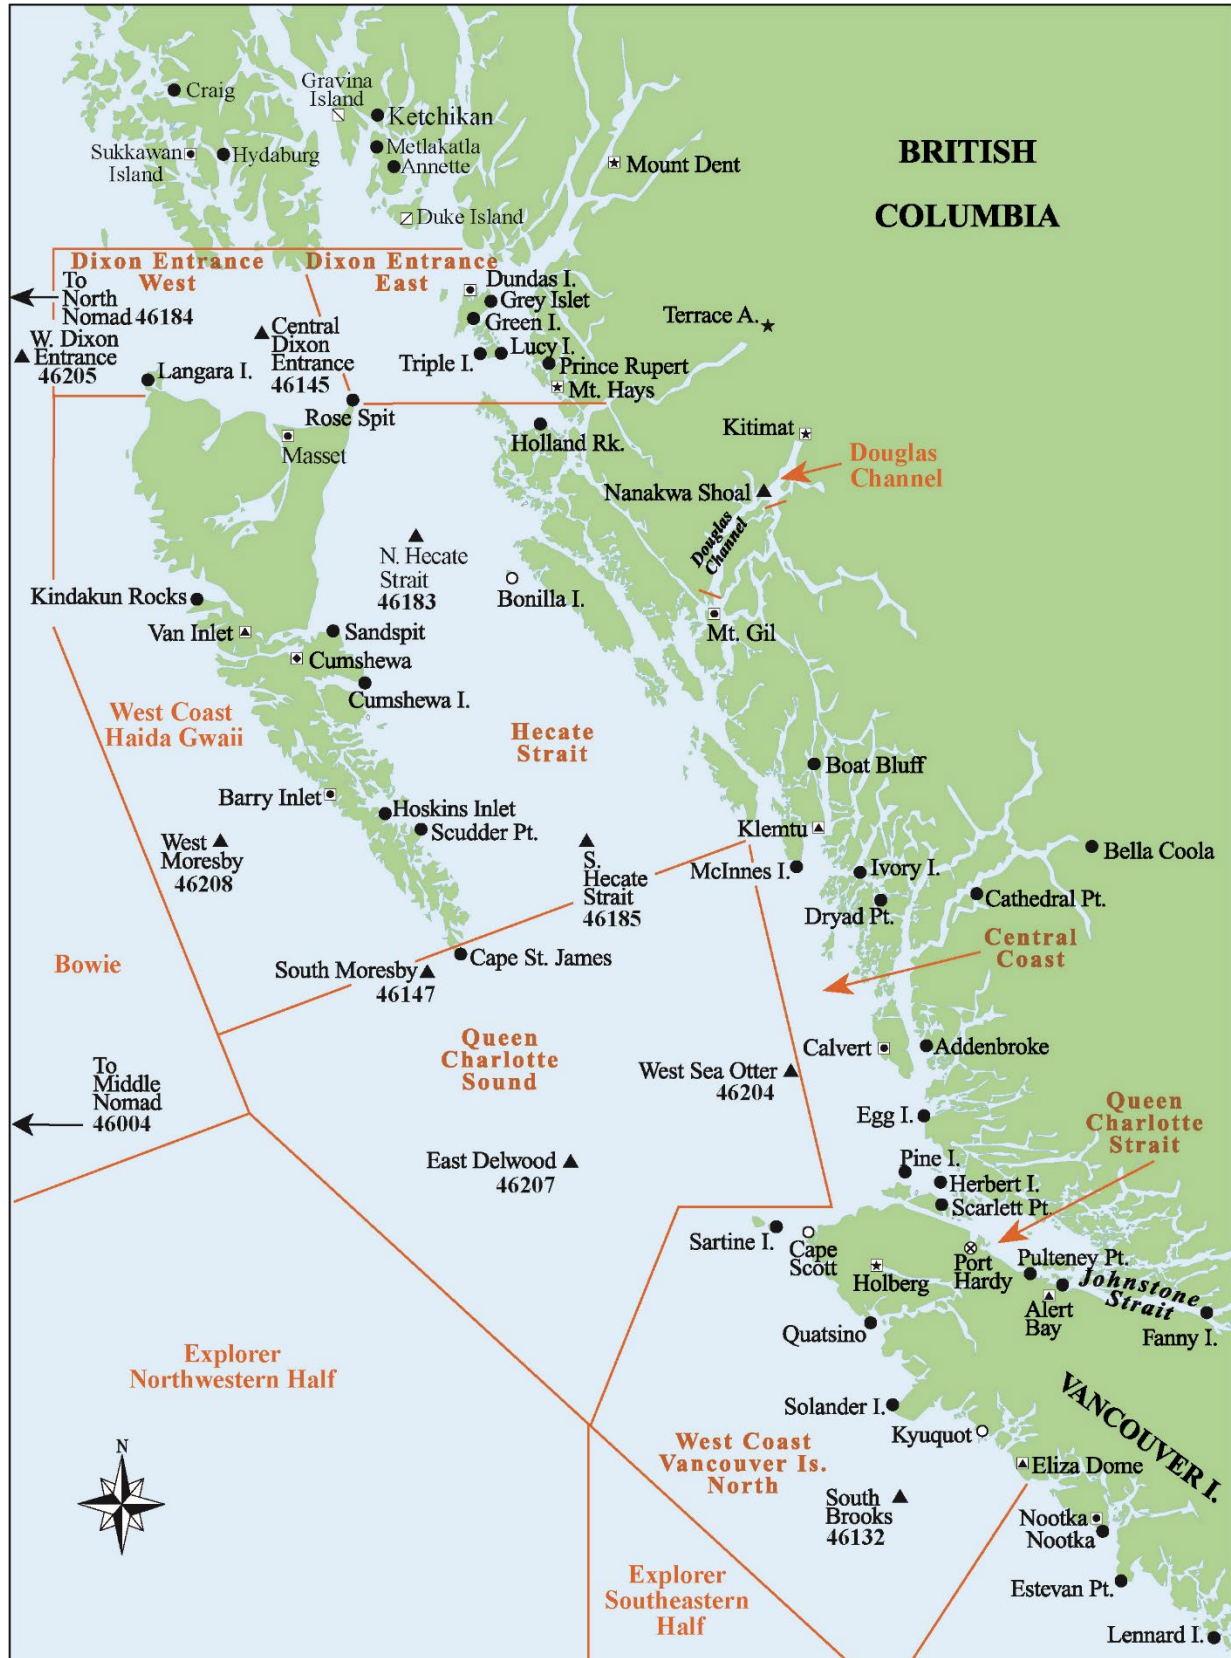 Craig
Gravina
Island
Ketchikan
Sukkawan
Island
Hydaburg
Metlakatla
Annette
Mount Dent
BRITISH
COLUMBIA
Duke Island
Dixon Entrance
West
Dixon Entrance
East
To
North
Nomad 46184
W. Dixon
Entrance
46205
Central
Dixon
Entrance
46145
Langara I.
Dundas I.
Grey Islet
Green I.
Triple I.
Lucy I.
Prince Rupert
Mt. Hays
Terrace A.
Rose Spit
Masset
Holland Rk.
Kitimat
Douglas
Channel
Nanakwa Shoal
Douglas
Channel
N. Hecate
Strait
46183
Bonilla I.
Kindakun Rocks
Van Inlet
Sandspit
Cumshewa
Cumshewa I.
Mt. Gil
West Coast
Haida Gwaii
Hecate
Strait
Boat Bluff
Barry Inlet
Hoskins Inlet
Scudder Pt.
Klemtu
West
Moresby
46208
S.
Hecate
Strait
46185
McInnes I.
Ivory I.
Dryad Pt.
Bella Coola
Cathedral Pt.
Central
Coast
Bowie
South Moresby
46147
Cape St. James
Queen
Charlotte
Sound
Calvert
Addenbroke
West Sea Otter
46204
To
Middle
Nomad
46004
Egg I.
Queen
Charlotte
Strait
East Delwood
46207
Pine I.
Herbert I.
Scarlett Pt.
Sartine I.
Cape
Scott
Holberg
Port
Hardy
Pulteney Pt.
Johnstone
Strait
Alert
Bay
Fanny I.
Quatsino
Explorer
Northwestern Half
Solander I.
Kyuquot
VANCOUVER I.
West Coast
Vancouver Is.
North
Eliza Dome
South
Brooks
46132
Nootka
Nootka
N
Explorer
Southeastern
Half
Estevan Pt.
Lennard I.